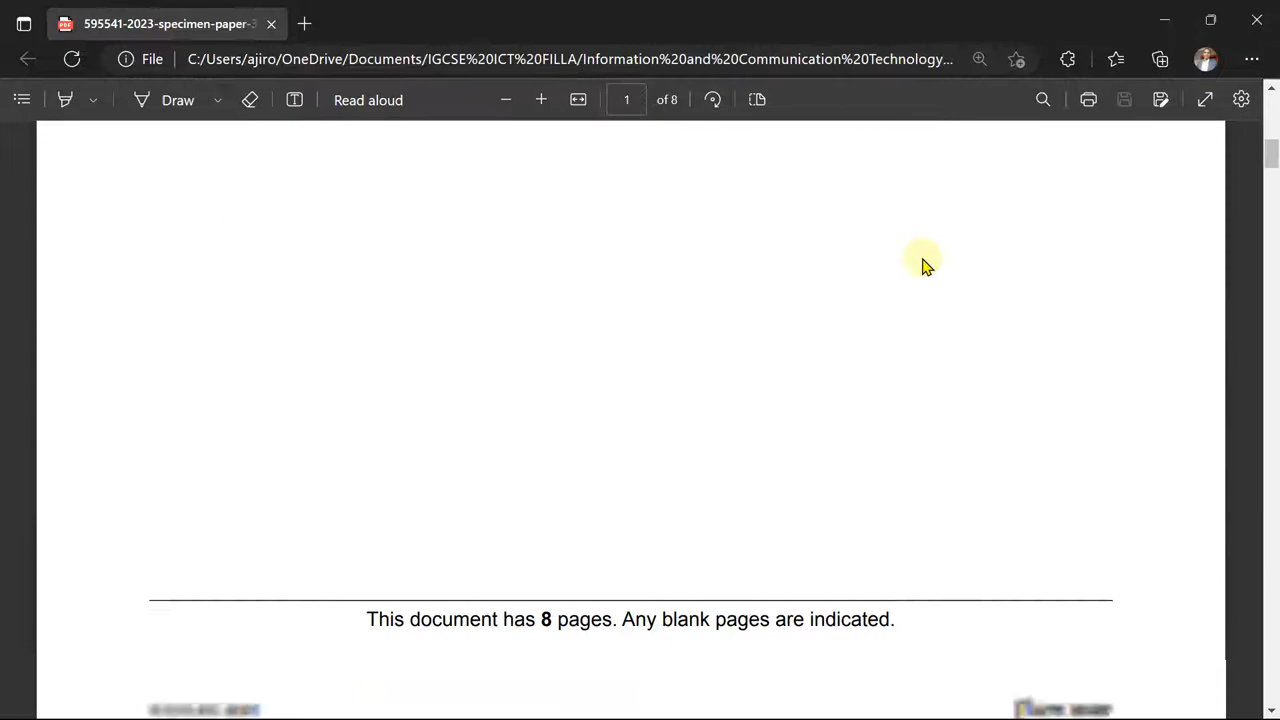 595541-2023-specimen-paper-3
File
C:/Users/ajiro/OneDrive/Documents/IGCSE%20ICT%20FILLA/Information%20and%20Communication%20Technology...
Draw
Read aloud
1 of 8
This document has 8 pages. Any blank pages are indicated.